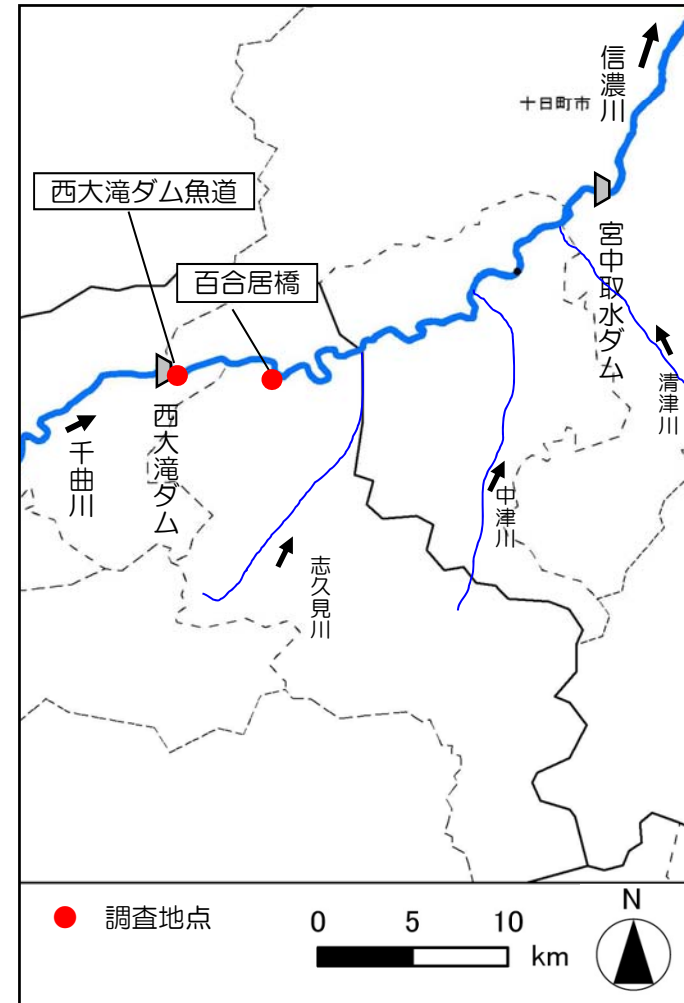 信濃川
十日町市
西大滝ダム魚道
百合居橋
宮中取水ダム
清津川
西大滝ダム
千曲川
中津川
志久見川
調査地点
0 5 10
km
N